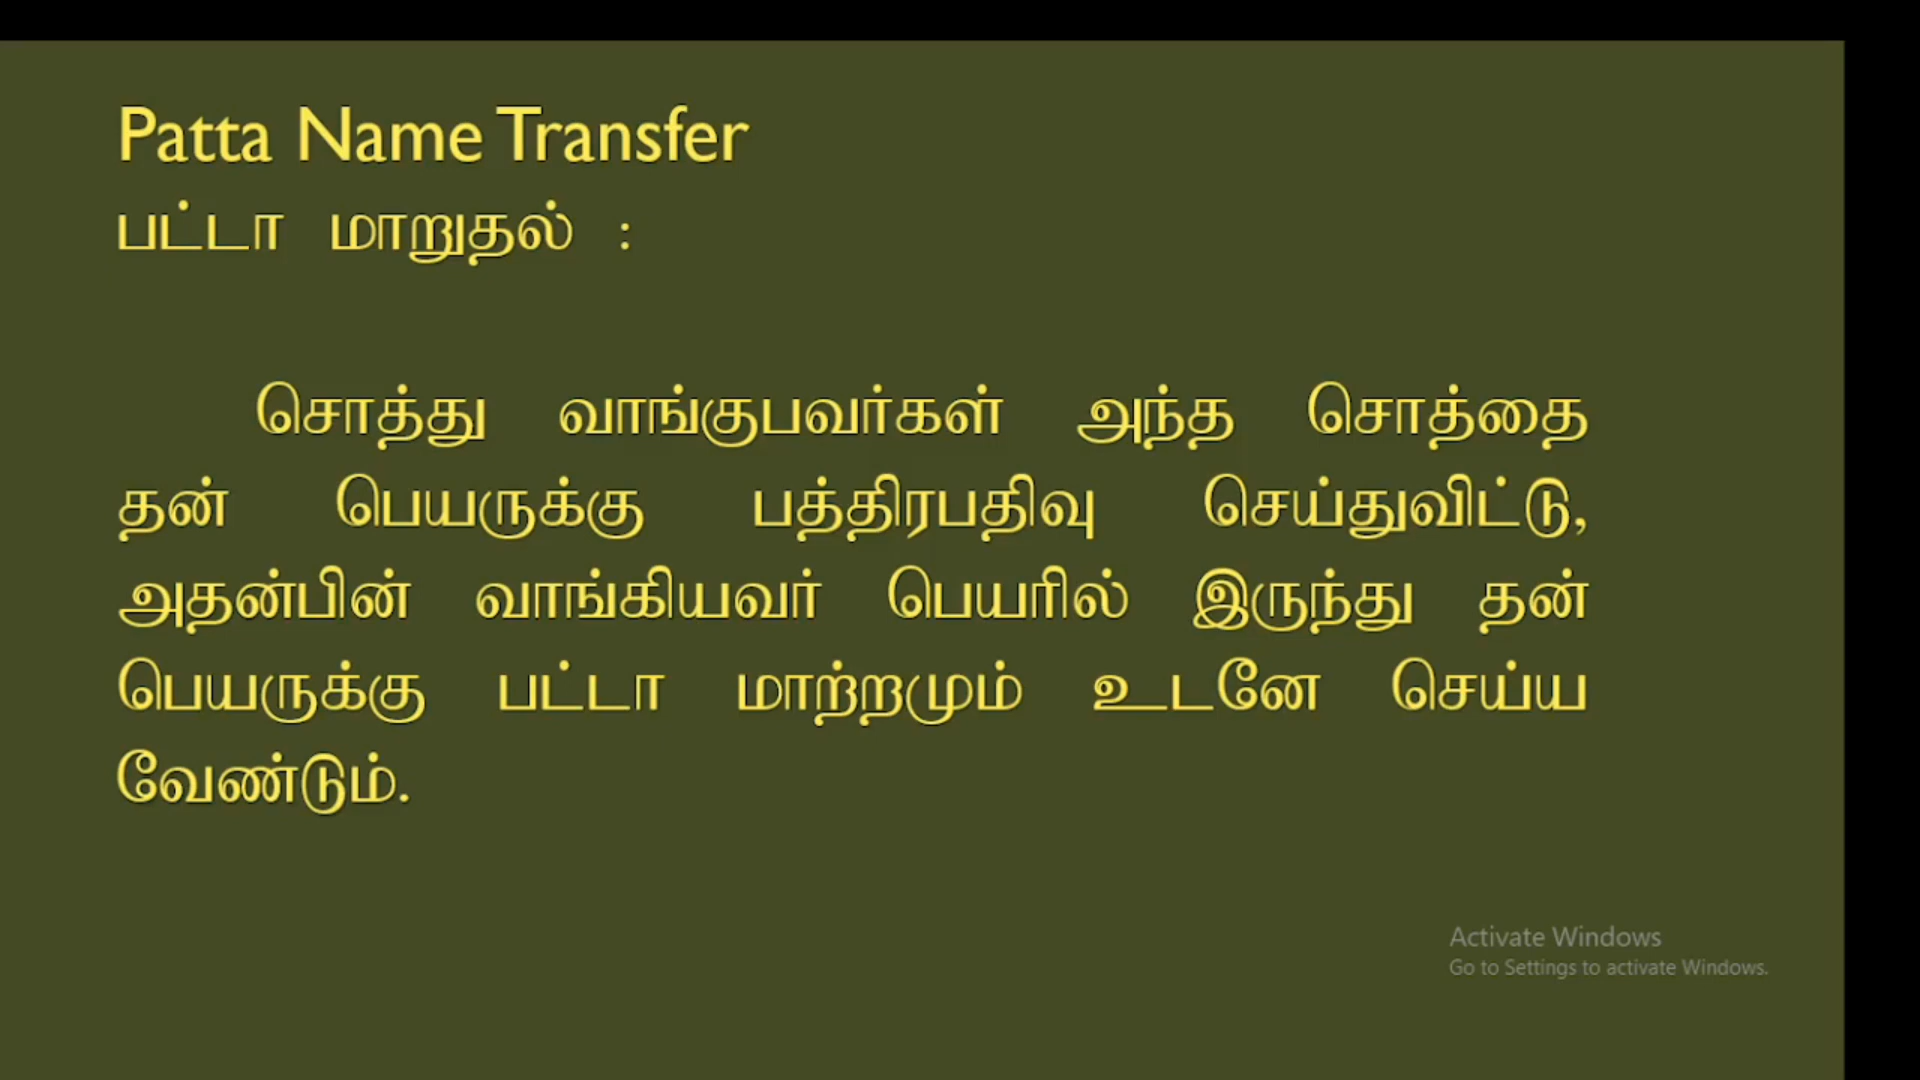 Patta Name Transfer
பட்டா மாறுதல் :
சொத்து வாங்குபவர்கள் அந்த சொத்தை
தன் பெயருக்கு பத்திரபதிவு செய்துவிட்டு,
அதன்பின் வாங்கியவர் பெயரில் இருந்து தன்
பெயருக்கு பட்டா மாற்றமும் உடனே செய்ய
வேண்டும்.
Activate Windows
Go to Settings to activate Windows.